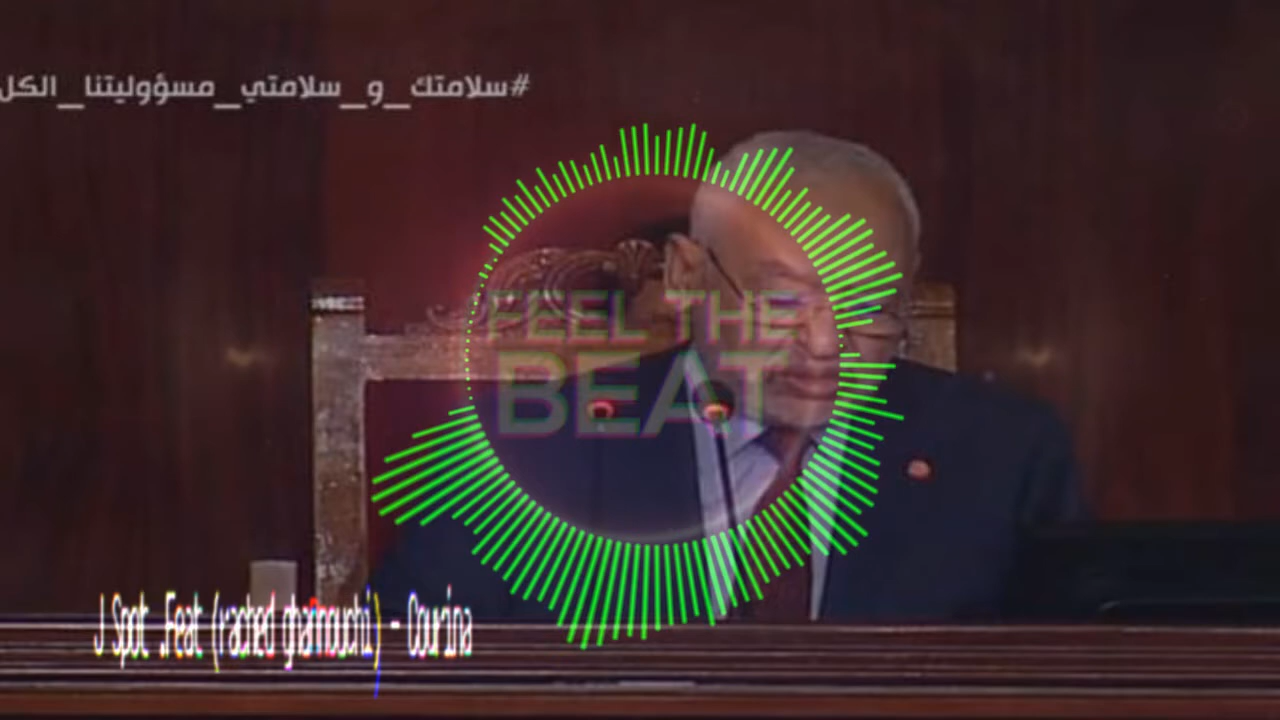 #سلامتك_و_سلامتي_مسؤوليتنا_الكل
FEEL THE
BEAT
J Spot .Feat (rached ghannouchi) - Courina